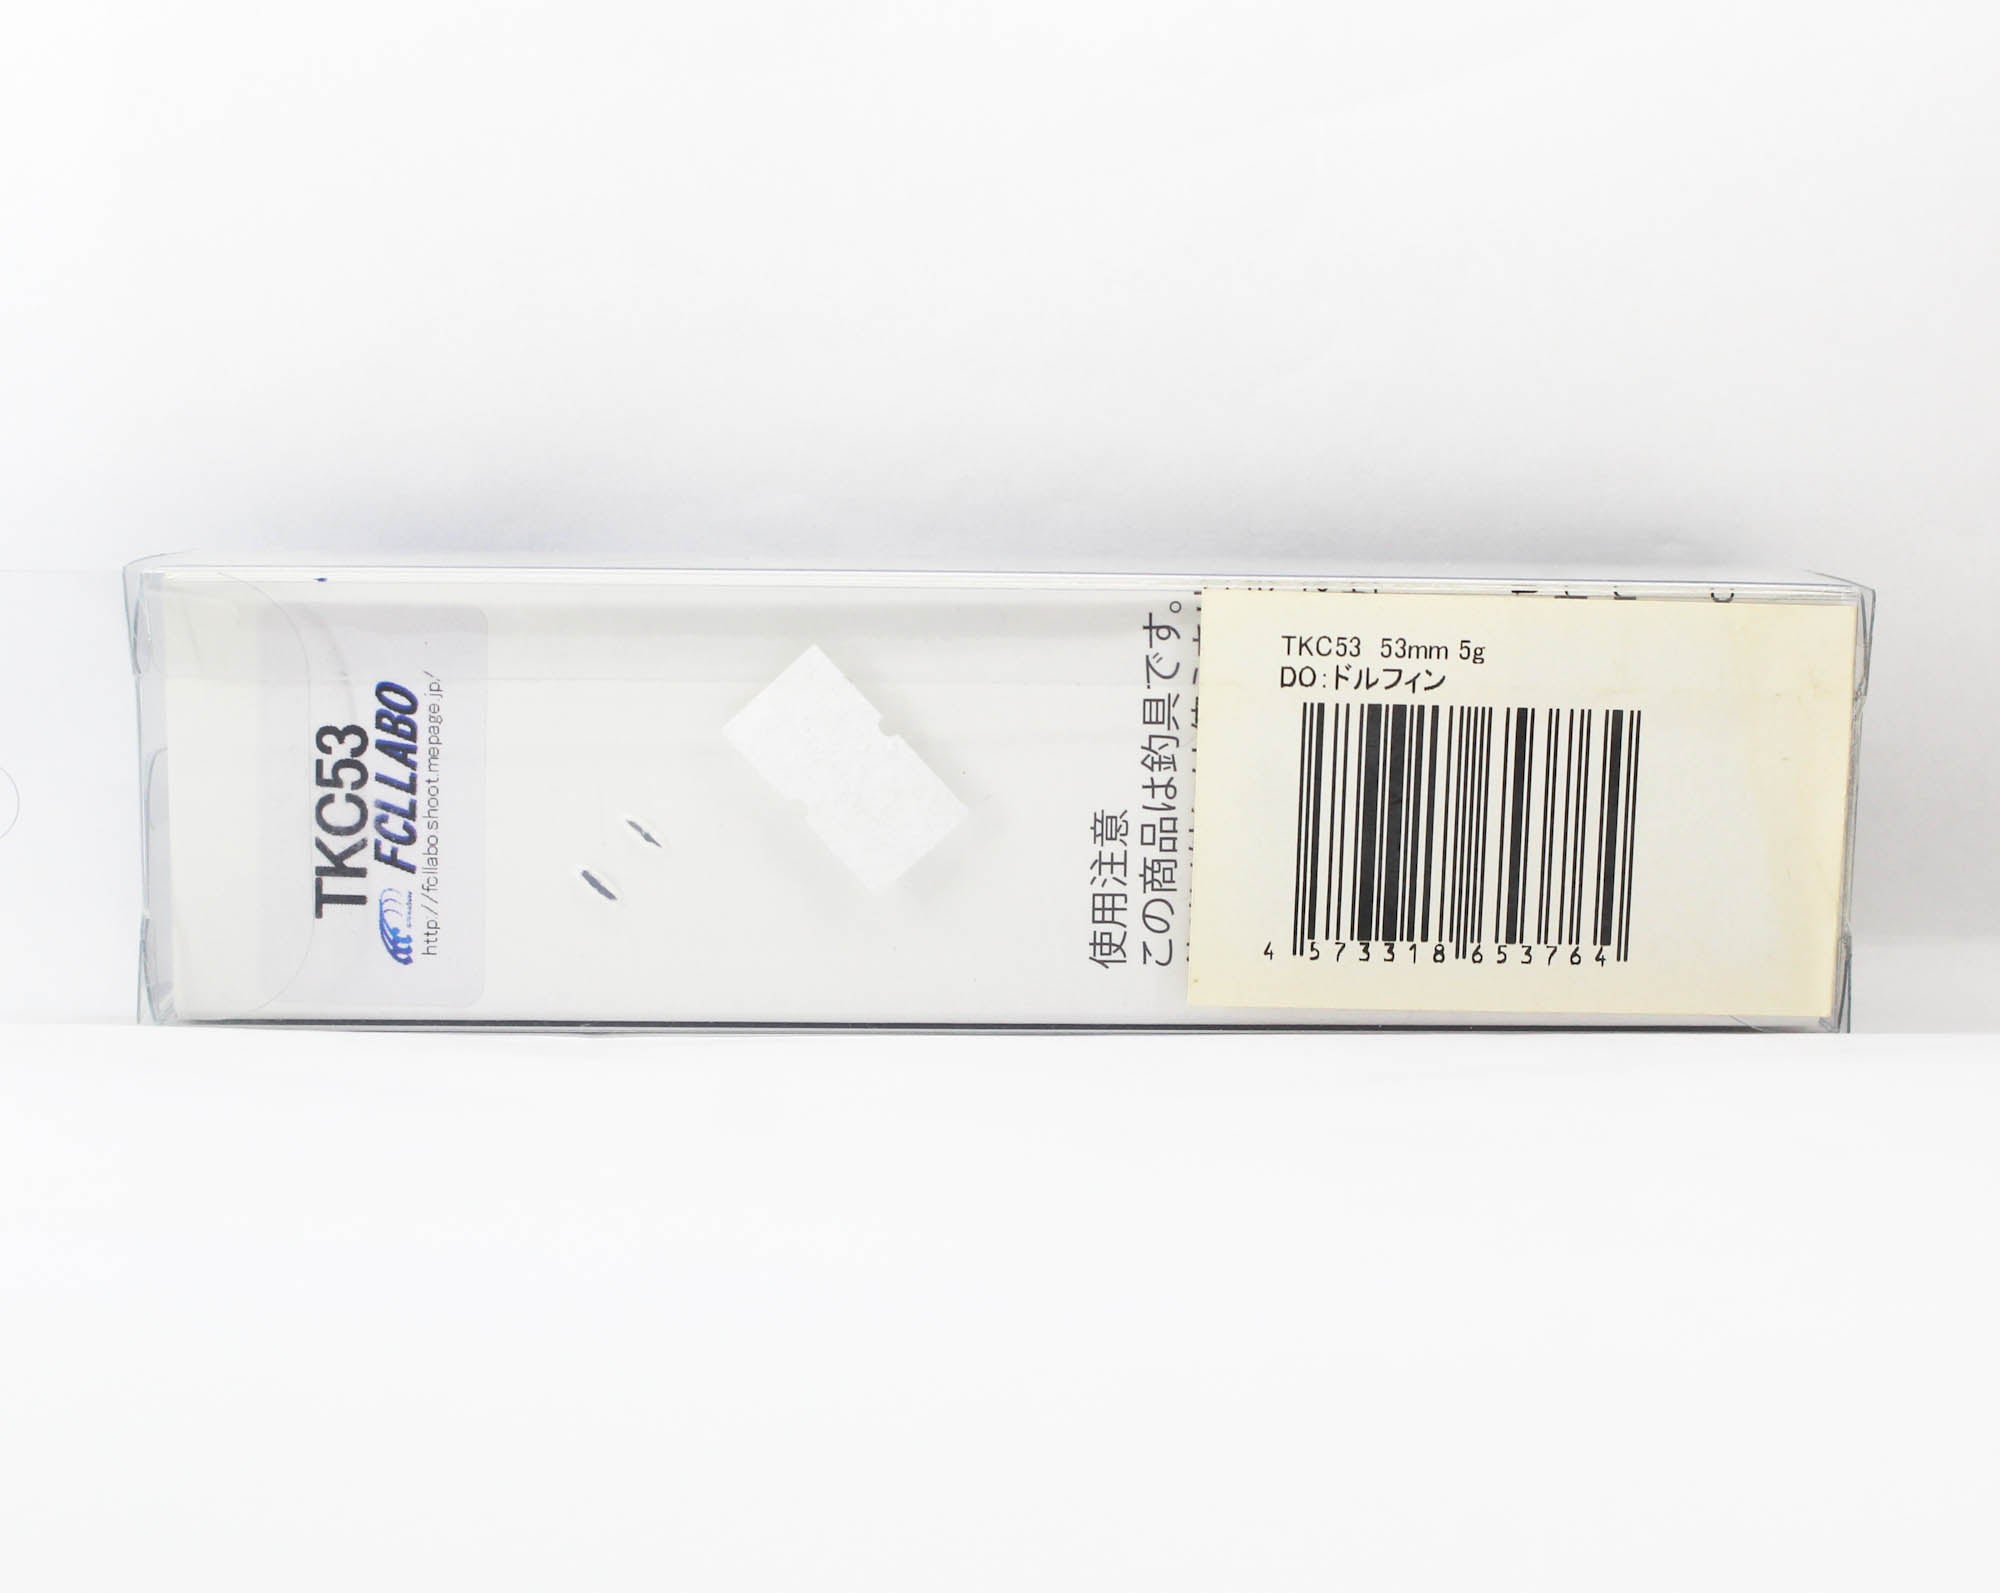 TKC53
FCLLABO
http://fcllabo.shoot.mepage.jp/
使用注意
この商品は釣具です。
TKC53 53mm 5g
DO:ドルフィン
4 573318 653764